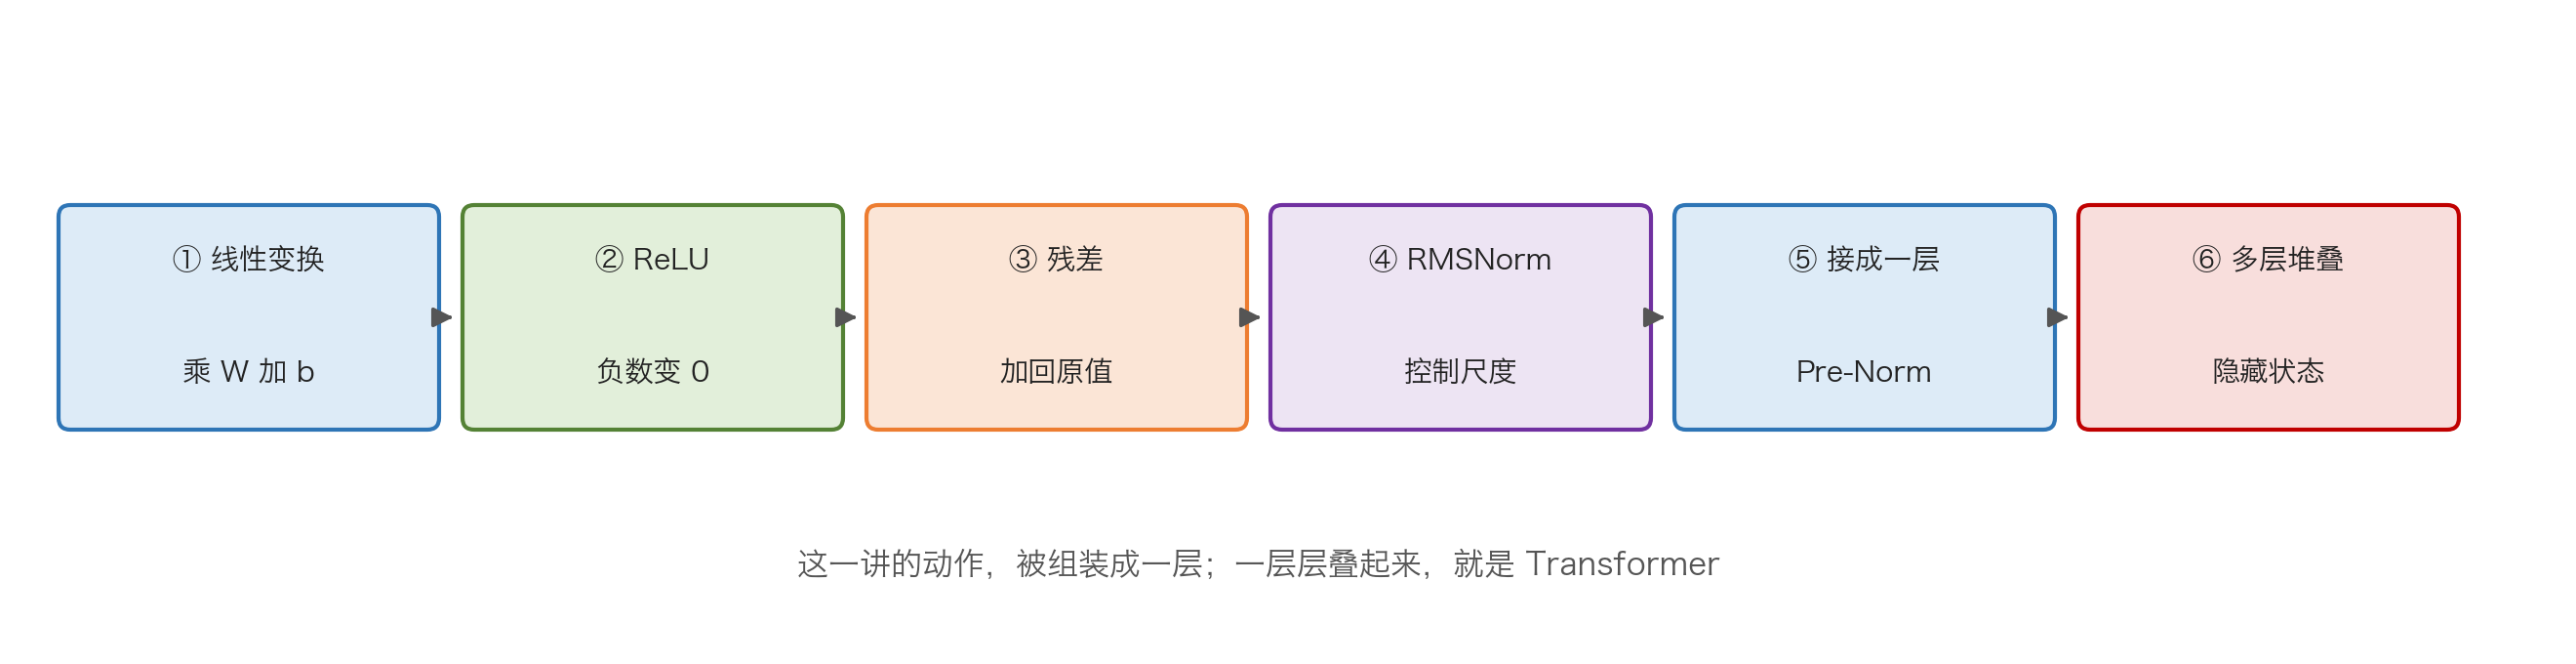 ① 线性变换
乘 W 加 b
② ReLU
负数变 0
③ 残差
加回原值
④ RMSNorm
控制尺度
⑤ 接成一层
Pre-Norm
⑥ 多层堆叠
隐藏状态
这一讲的动作，被组装成一层；一层层叠起来，就是 Transformer